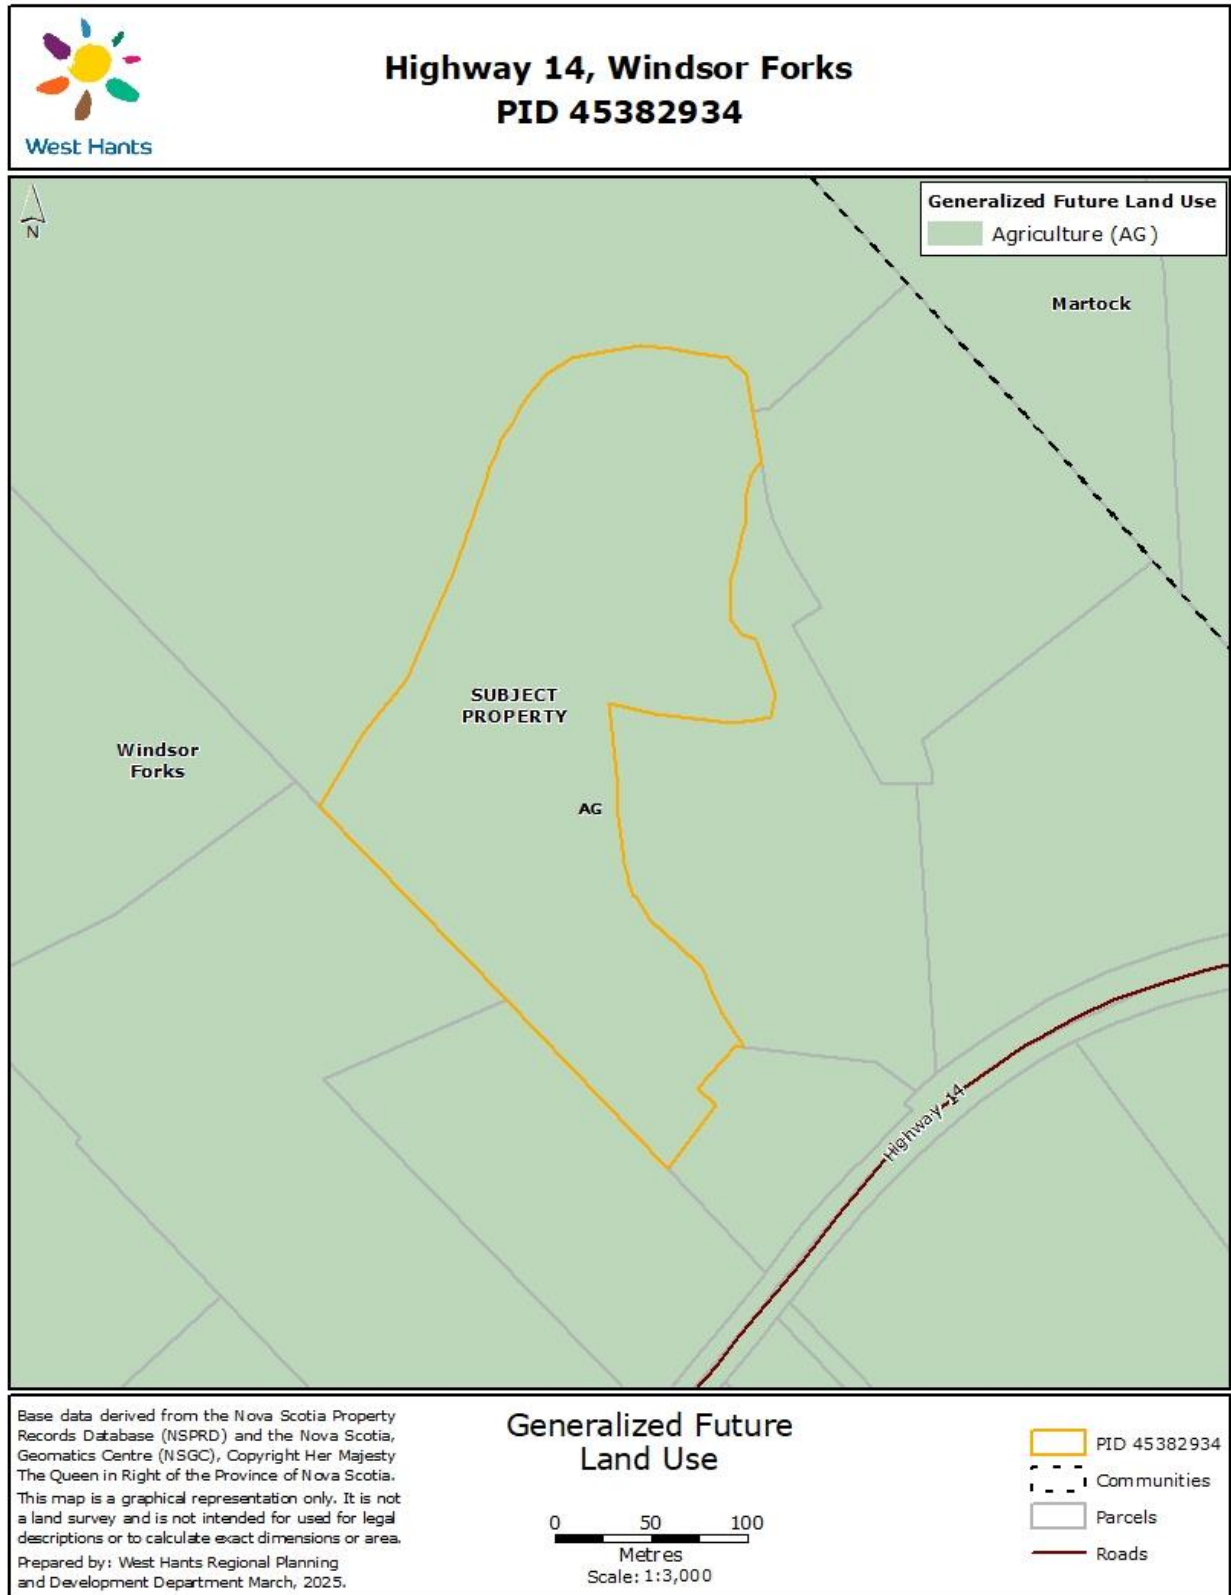 West Hants
Highway 14, Windsor Forks
PID 45382934
N
Generalized Future Land Use
Agriculture (AG)
Martock
SUBJECT
PROPERTY
Windsor
Forks
AG
Highway 14
Base data derived from the Nova Scotia Property
Records Database (NSPRD) and the Nova Scotia,
Geomatics Centre (NSGC), Copyright Her Majesty
The Queen in Right of the Province of Nova Scotia.
This map is a graphical representation only. It is not
a land survey and is not intended for used for legal
descriptions or to calculate exact dimensions or area.
Prepared by: West Hants Regional Planning
and Development Department March, 2025.
Generalized Future
Land Use
0 50 100
Metres
Scale: 1:3,000
PID 45382934
Communities
Parcels
Roads